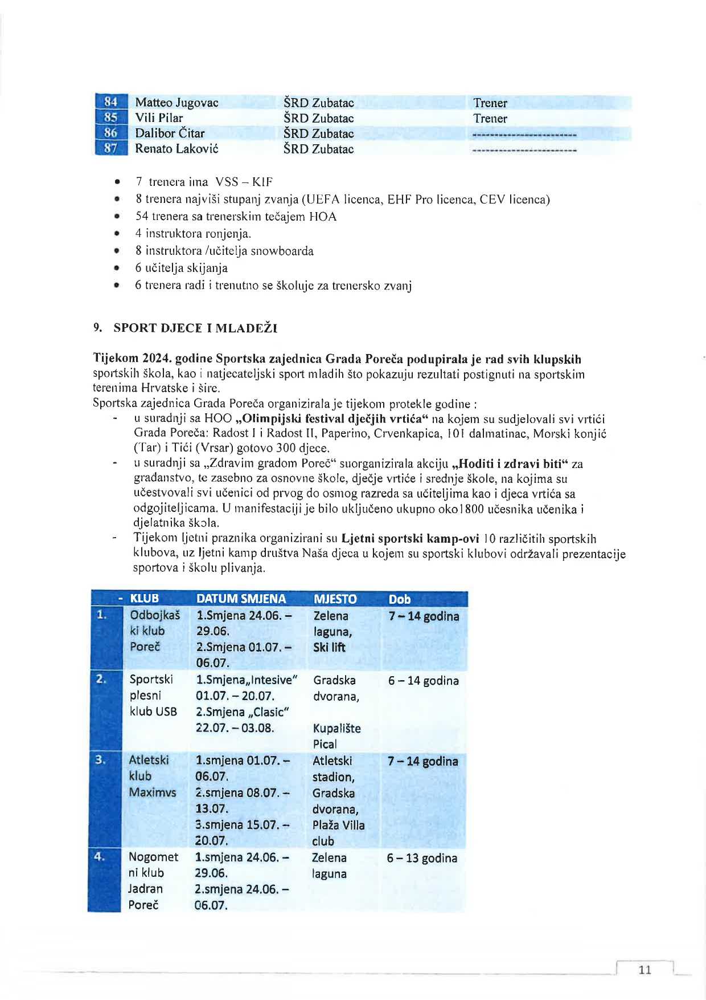 84 Matteo Jugovac ŠRD Zubatac Trener
85 Vili Pilar ŠRD Zubatac Trener
86 Dalibor Čitar ŠRD Zubatac ------------------------
87 Renato Laković ŠRD Zubatac ------------------------
• 7 trenera ima VSS – KIF
• 8 trenera najviši stupanj zvanja (UEFA licenca, EHF Pro licenca, CEV licenca)
• 54 trenera sa trenerskim tečajem HOA
• 4 instruktora ronjenja.
• 8 instruktora /učitelja snowboarda
• 6 učitelja skijanja
• 6 trenera radi i trenutno se školuje za trenersko zvanj
9. SPORT DJECE I MLADEŽI
Tijekom 2024. godine Sportska zajednica Grada Poreča podupirala je rad svih klupskih
sportskih škola, kao i natjecateljski sport mladih što pokazuju rezultati postignuti na sportskim
terenima Hrvatske i šire.
Sportska zajednica Grada Poreča organizirala je tijekom protekle godine :
- u suradnji sa HOO „Olimpijski festival dječjih vrtića“ na kojem su sudjelovali svi vrtići
Grada Poreča: Radost I i Radost II, Paperino, Crvenkapica, 101 dalmatinac, Morski konjić
(Tar) i Tići (Vrsar) gotovo 300 djece.
- u suradnji sa „Zdravim gradom Poreč“ suorganizirala akciju „Hoditi i zdravi biti“ za
građanstvo, te zasebno za osnovne škole, dječje vrtiće i srednje škole, na kojima su
učestvovali svi učenici od prvog do osmog razreda sa učiteljima kao i djeca vrtića sa
odgojiteljicama. U manifestaciji je bilo uključeno ukupno oko1800 učesnika učenika i
djelatnika škola.
- Tijekom ljetni praznika organizirani su Ljetni sportski kamp-ovi 10 različitih sportskih
klubova, uz ljetni kamp društva Naša djeca u kojem su sportski klubovi održavali prezentacije
sportova i školu plivanja.
- KLUB DATUM SMJENA MJESTO Dob
1. Odbojkaš 1.Smjena 24.06. – Zelena 7 – 14 godina
ki klub 29.06. laguna,
Poreč 2.Smjena 01.07. – Ski lift
06.07.
2. Sportski 1.Smjena„Intesive“ Gradska 6 – 14 godina
plesni 01.07. – 20.07. dvorana,
klub USB 2.Smjena „Clasic“
22.07. – 03.08. Kupalište
Pical
3. Atletski 1.smjena 01.07. – Atletski 7 – 14 godina
klub 06.07. stadion,
Maximvs 2.smjena 08.07. – Gradska
13.07. dvorana,
3.smjena 15.07. – Plaža Villa
20.07. club
4. Nogomet 1.smjena 24.06. – Zelena 6 – 13 godina
ni klub 29.06. laguna
Jadran 2.smjena 24.06. –
Poreč 06.07.
11